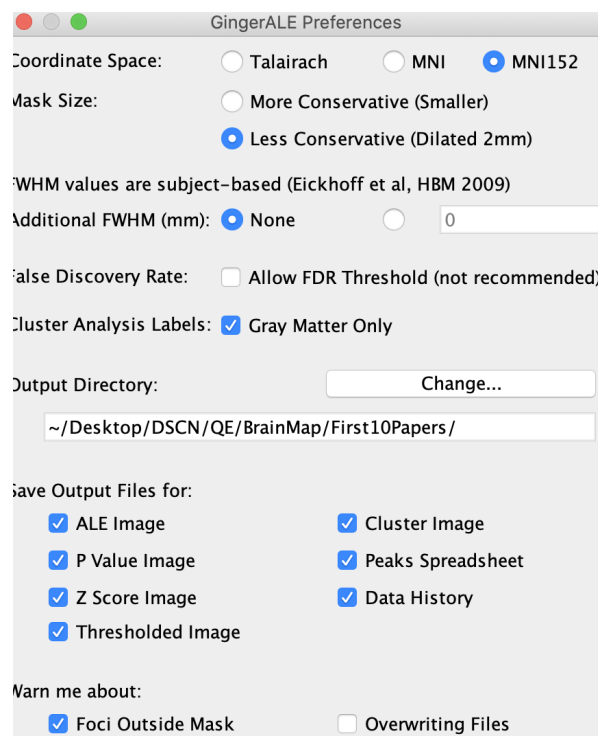 GingerALE Preferences
Coordinate Space: Talairach MNI MNI152
Mask Size: More Conservative (Smaller)
Less Conservative (Dilated 2mm)
FWHM values are subject-based (Eickhoff et al, HBM 2009)
Additional FWHM (mm): None 0
False Discovery Rate: Allow FDR Threshold (not recommended)
Cluster Analysis Labels: Gray Matter Only
Output Directory: Change...
~/Desktop/DSCN/QE/BrainMap/First10Papers/
Save Output Files for:
ALE Image Cluster Image
P Value Image Peaks Spreadsheet
Z Score Image Data History
Thresholded Image
Warn me about:
Foci Outside Mask Overwriting Files